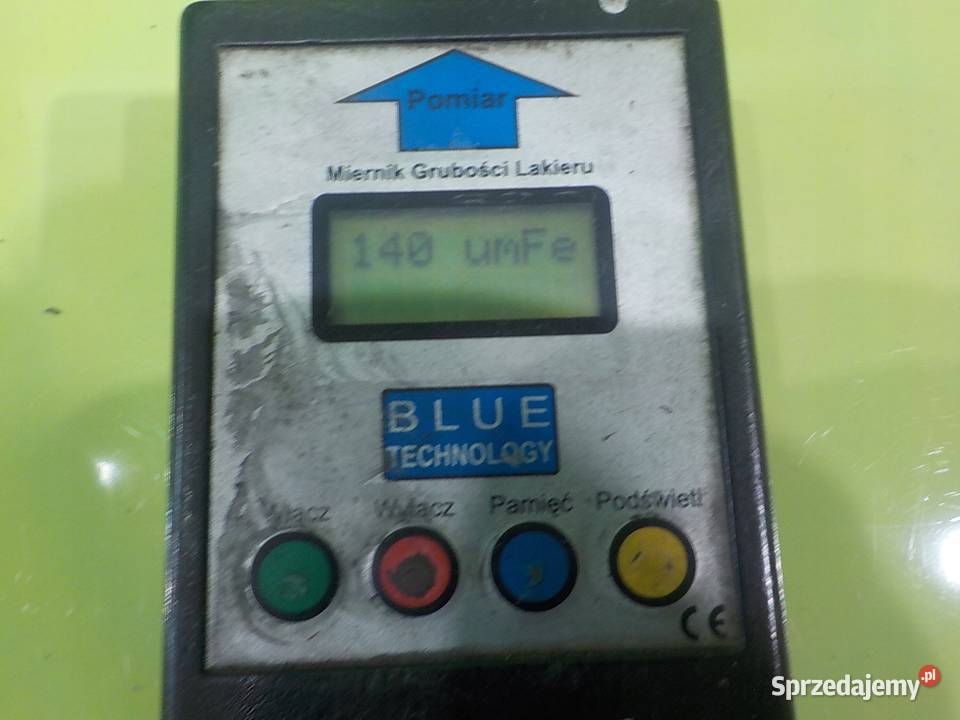 Pomiar
Miernik Grubości Lakieru
140 umFe
BLUE
TECHNOLOGY
Włącz Wyłącz Pamięć Podświetl
CE
Sprzedajemy.pl